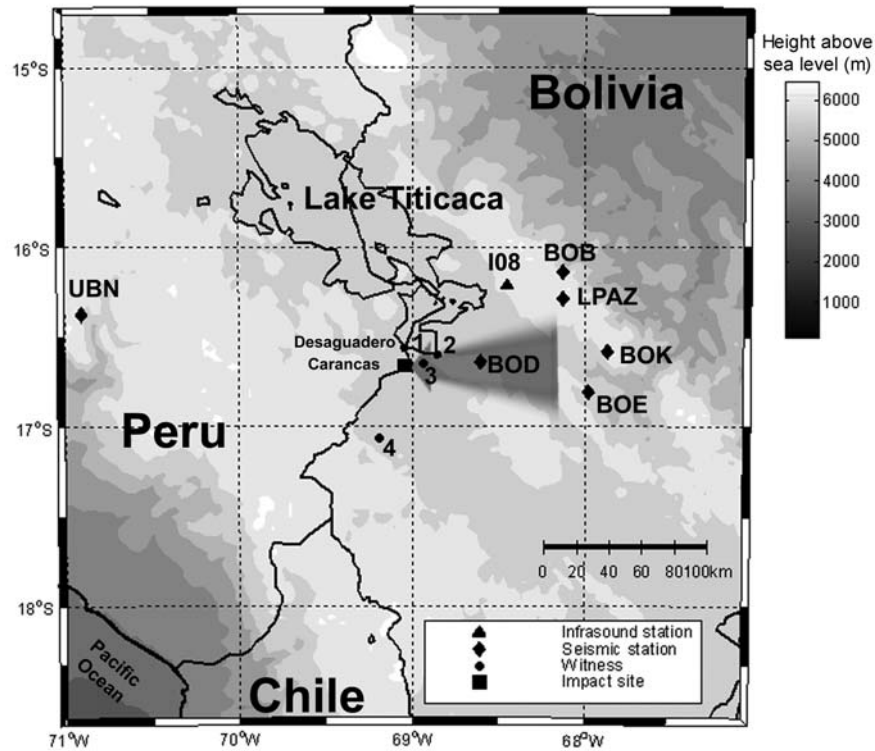 Height above
sea level (m)
6000
5000
4000
3000
2000
1000
15°S
16°S
17°S
18°S
71°W
70°W
69°W
68°W
Bolivia
Lake Titicaca
I08
BOB
LPAZ
UBN
Desaguadero
1
2
Carancas
3
BOD
BOK
BOE
Peru
4
0 20 40 60 80100km
Pacific
Ocean
Chile
Infrasound station
Seismic station
Witness
Impact site